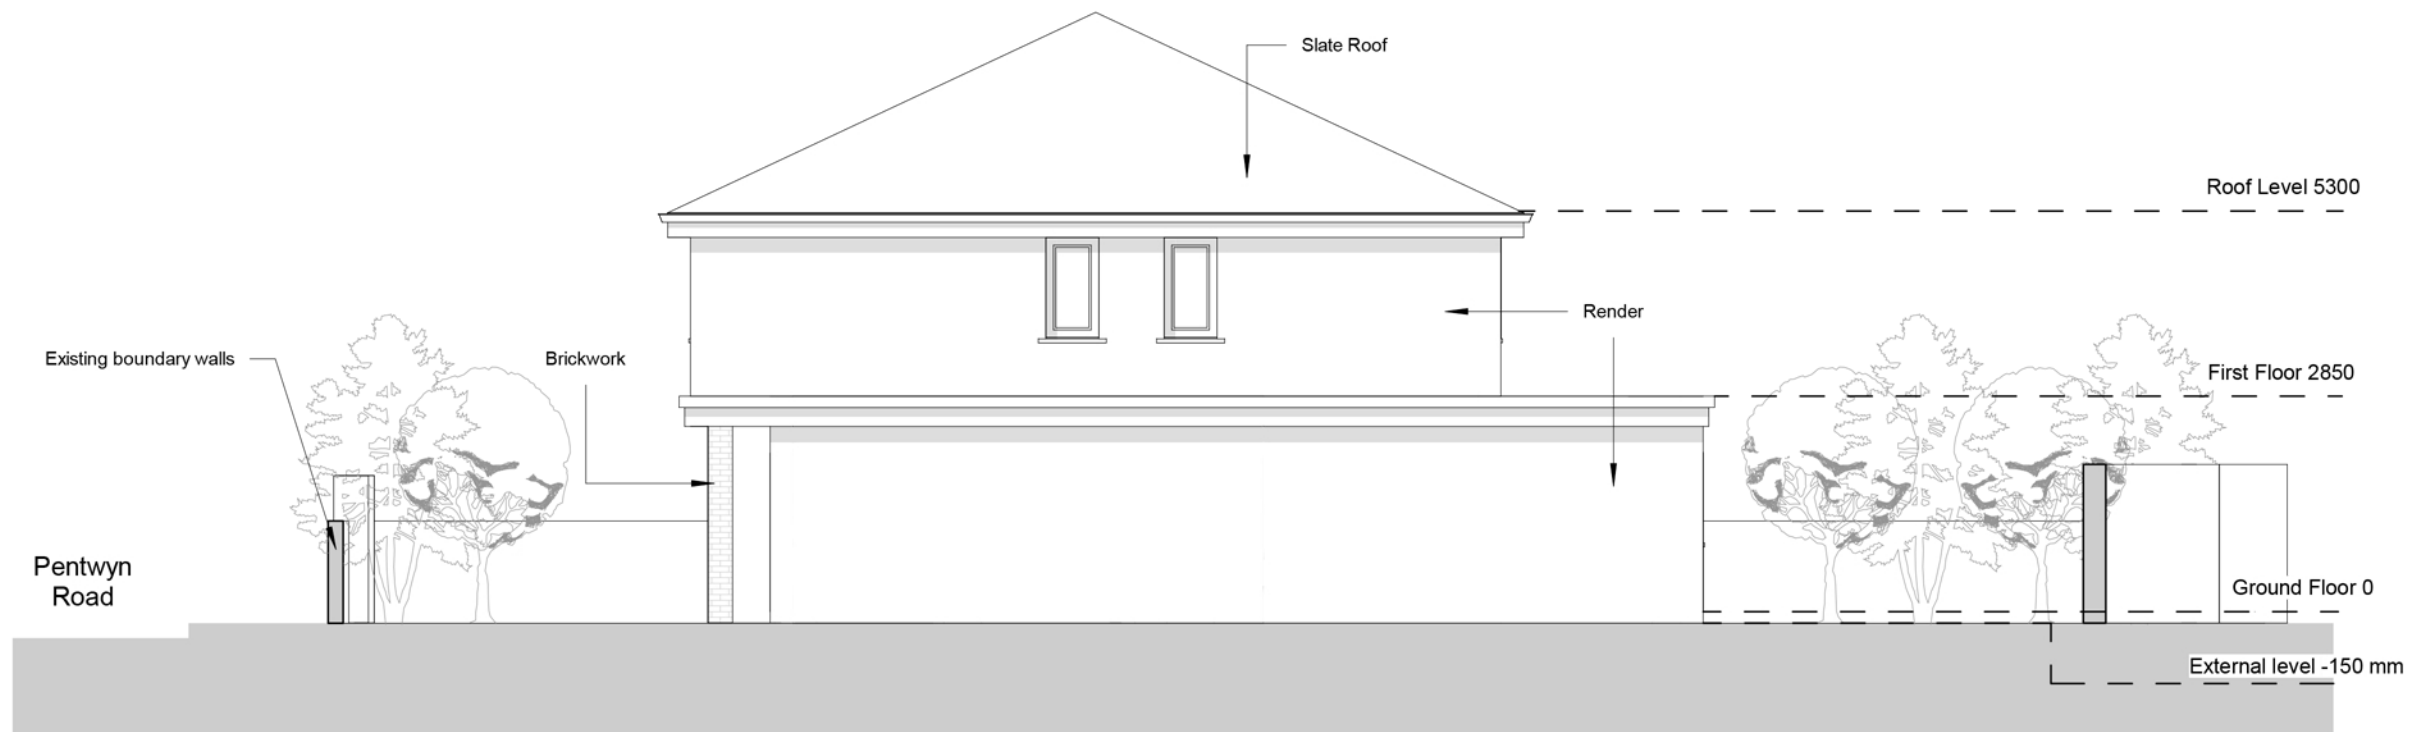 Slate Roof
Roof Level 5300
Render
Existing boundary walls
Brickwork
First Floor 2850
Pentwyn
Road
Ground Floor 0
External level -150 mm